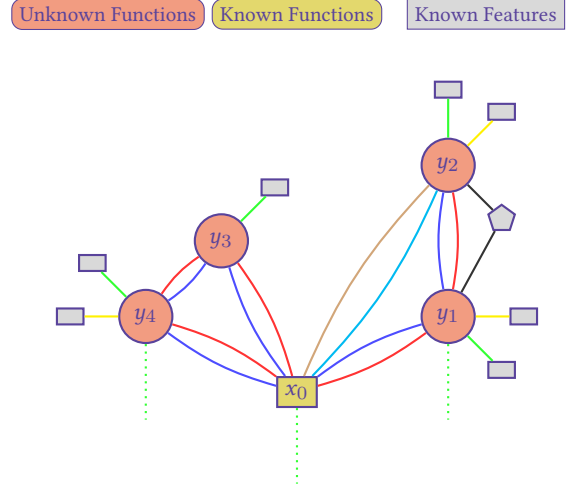 Unknown Functions Known Functions Known Features
y₂
y₃
y₄ y₁
x₀